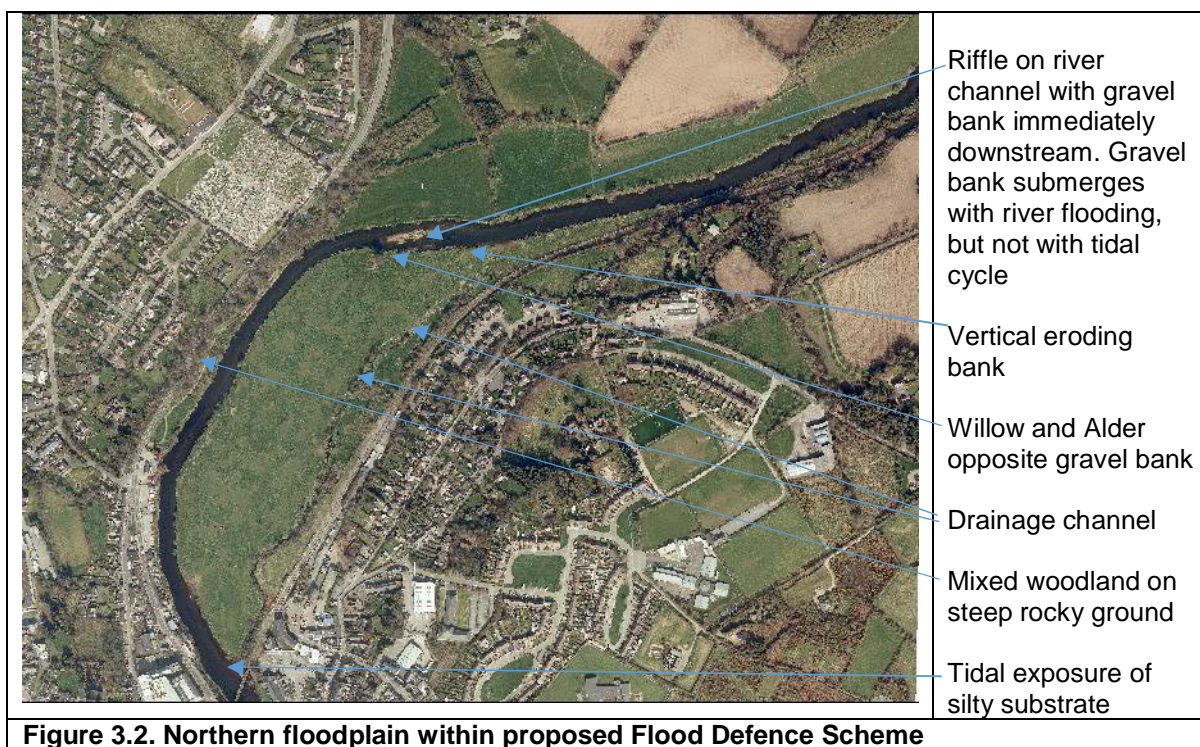 Riffle on river
channel with gravel
bank immediately
downstream. Gravel
bank submerges
with river flooding,
but not with tidal
cycle
Vertical eroding
bank
Willow and Alder
opposite gravel bank
Drainage channel
Mixed woodland on
steep rocky ground
Tidal exposure of
silty substrate
Figure 3.2. Northern floodplain within proposed Flood Defence Scheme